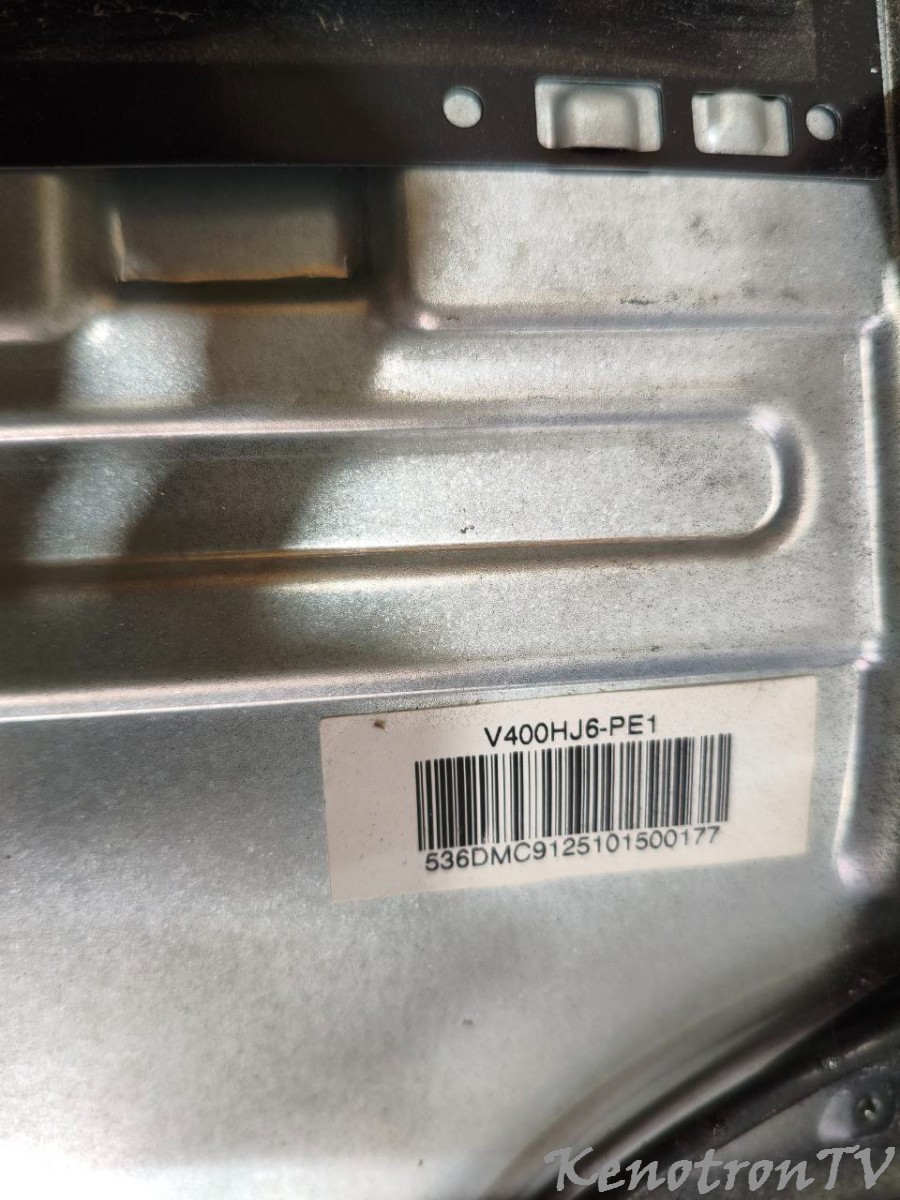 V400HJ6-PE1
536DMC9125101500177
KenotronTV